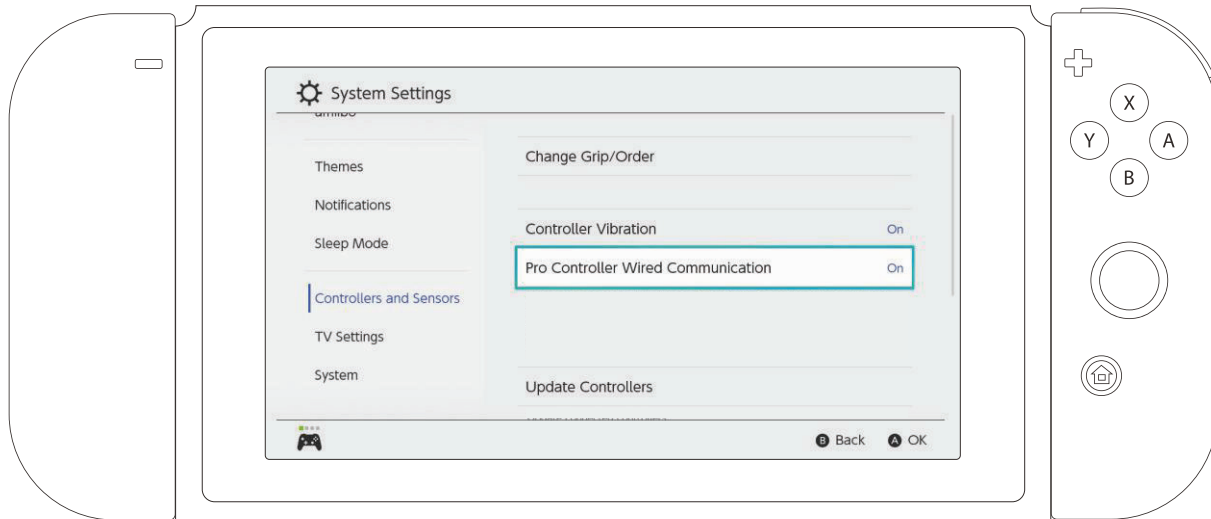 System Settings
amiibo
Themes
Notifications
Sleep Mode
Controllers and Sensors
TV Settings
System
Change Grip/Order
Controller Vibration On
Pro Controller Wired Communication On
Update Controllers
B Back A OK
X
Y A
B